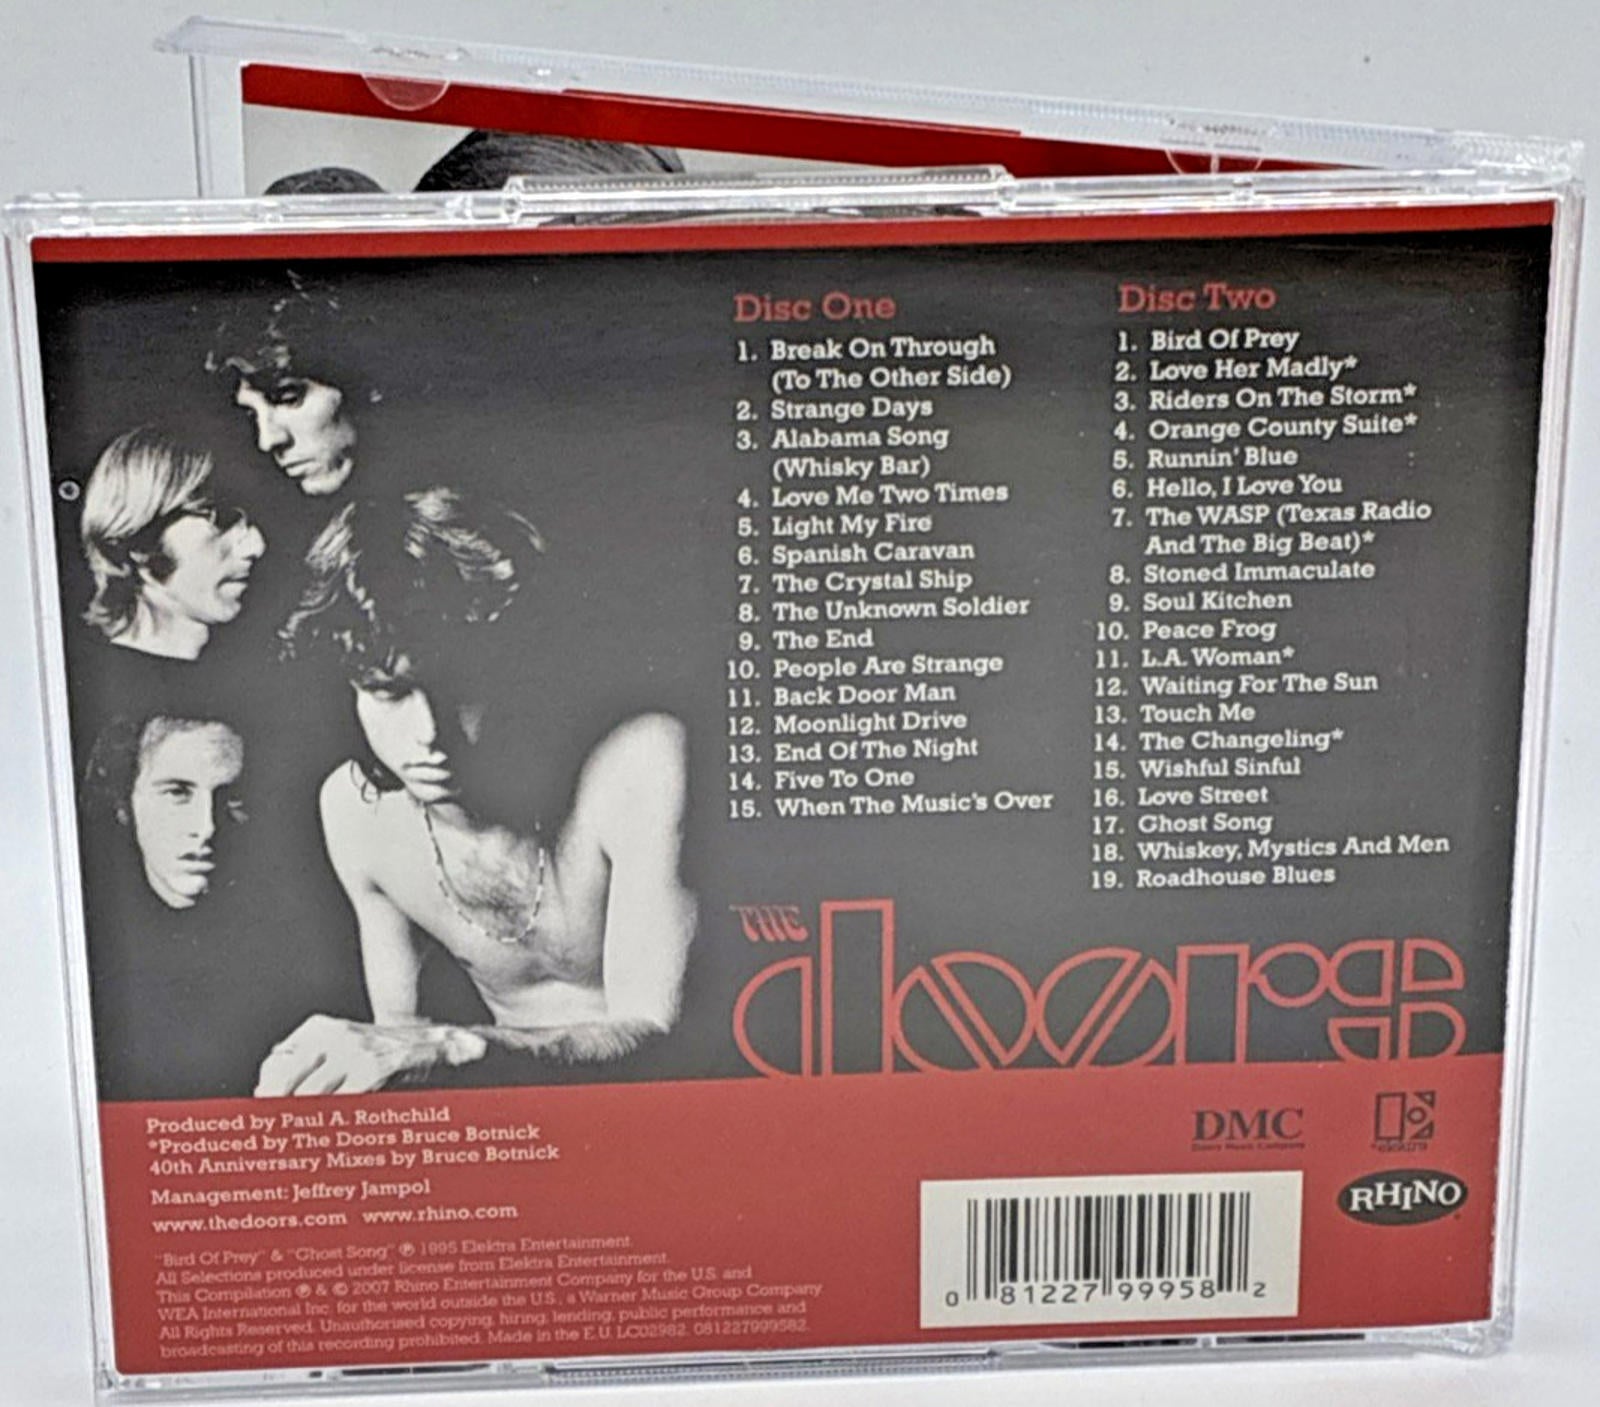 Disc One
1. Break On Through
(To The Other Side)
2. Strange Days
3. Alabama Song
(Whisky Bar)
4. Love Me Two Times
5. Light My Fire
6. Spanish Caravan
7. The Crystal Ship
8. The Unknown Soldier
9. The End
10. People Are Strange
11. Back Door Man
12. Moonlight Drive
13. End Of The Night
14. Five To One
15. When The Music's Over
Disc Two
1. Bird Of Prey
2. Love Her Madly*
3. Riders On The Storm*
4. Orange County Suite*
5. Runnin' Blue
6. Hello, I Love You
7. The WASP (Texas Radio
And The Big Beat)*
8. Stoned Immaculate
9. Soul Kitchen
10. Peace Frog
11. L.A. Woman*
12. Waiting For The Sun
13. Touch Me
14. The Changeling*
15. Wishful Sinful
16. Love Street
17. Ghost Song
18. Whiskey, Mystics And Men
19. Roadhouse Blues
THE
doors
Produced by Paul A. Rothchild
*Produced by The Doors Bruce Botnick
40th Anniversary Mixes by Bruce Botnick
Management: Jeffrey Jampol
www.thedoors.com www.rhino.com
"Bird Of Prey" & "Ghost Song" ℗ 1995 Elektra Entertainment.
All Selections produced under license from Elektra Entertainment.
This Compilation ℗ & © 2007 Rhino Entertainment Company for the U.S. and
WEA International Inc. for the world outside the U.S., a Warner Music Group Company.
All Rights Reserved. Unauthorised copying, hiring, lending, public performance and
broadcasting of this recording prohibited. Made in the E.U. LC02982. 081227999582.
DMC
Doors Music Company
RHINO
0 81227 99958 2